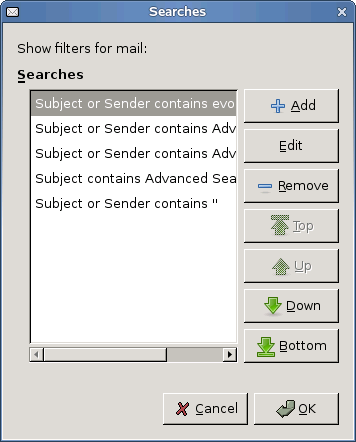 Searches
Show filters for mail:
Searches
Subject or Sender contains evo
Subject or Sender contains Adv
Subject or Sender contains Adv
Subject contains Advanced Sea
Subject or Sender contains "
Add
Edit
Remove
Top
Up
Down
Bottom
Cancel
OK